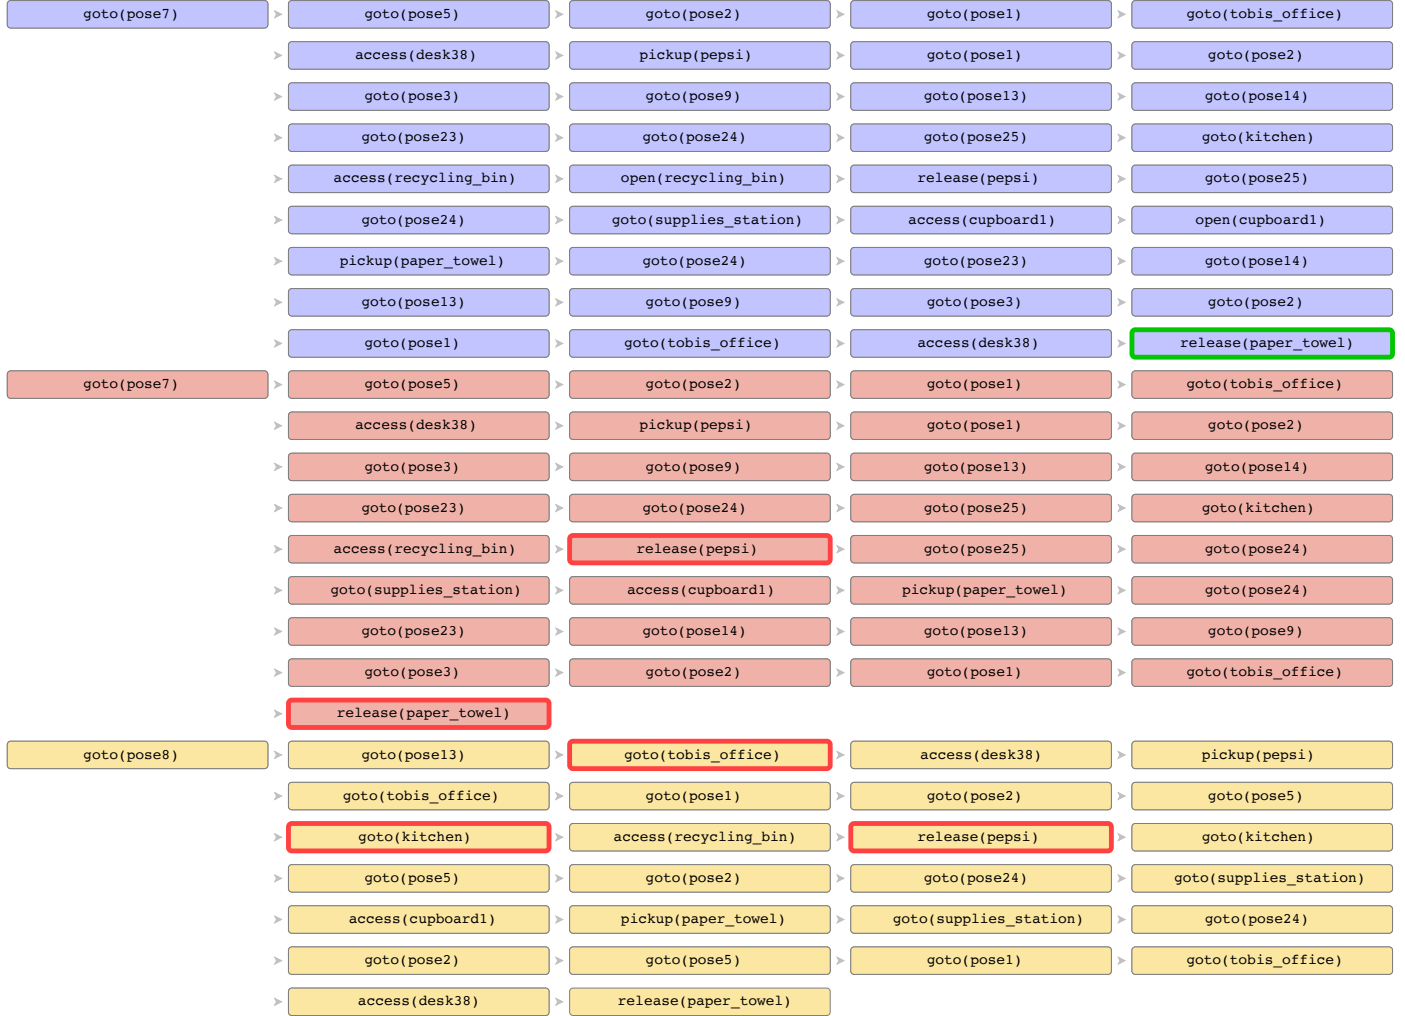 goto(pose7) goto(pose5) goto(pose2) goto(pose1) goto(tobis_office)
access(desk38) pickup(pepsi) goto(pose1) goto(pose2)
goto(pose3) goto(pose9) goto(pose13) goto(pose14)
goto(pose23) goto(pose24) goto(pose25) goto(kitchen)
access(recycling_bin) open(recycling_bin) release(pepsi) goto(pose25)
goto(pose24) goto(supplies_station) access(cupboard1) open(cupboard1)
pickup(paper_towel) goto(pose24) goto(pose23) goto(pose14)
goto(pose13) goto(pose9) goto(pose3) goto(pose2)
goto(pose1) goto(tobis_office) access(desk38) release(paper_towel)
goto(pose7) goto(pose5) goto(pose2) goto(pose1) goto(tobis_office)
access(desk38) pickup(pepsi) goto(pose1) goto(pose2)
goto(pose3) goto(pose9) goto(pose13) goto(pose14)
goto(pose23) goto(pose24) goto(pose25) goto(kitchen)
access(recycling_bin) release(pepsi) goto(pose25) goto(pose24)
goto(supplies_station) access(cupboard1) pickup(paper_towel) goto(pose24)
goto(pose23) goto(pose14) goto(pose13) goto(pose9)
goto(pose3) goto(pose2) goto(pose1) goto(tobis_office)
release(paper_towel)
goto(pose8) goto(pose13) goto(tobis_office) access(desk38) pickup(pepsi)
goto(tobis_office) goto(pose1) goto(pose2) goto(pose5)
goto(kitchen) access(recycling_bin) release(pepsi) goto(kitchen)
goto(pose5) goto(pose2) goto(pose24) goto(supplies_station)
access(cupboard1) pickup(paper_towel) goto(supplies_station) goto(pose24)
goto(pose2) goto(pose5) goto(pose1) goto(tobis_office)
access(desk38) release(paper_towel)